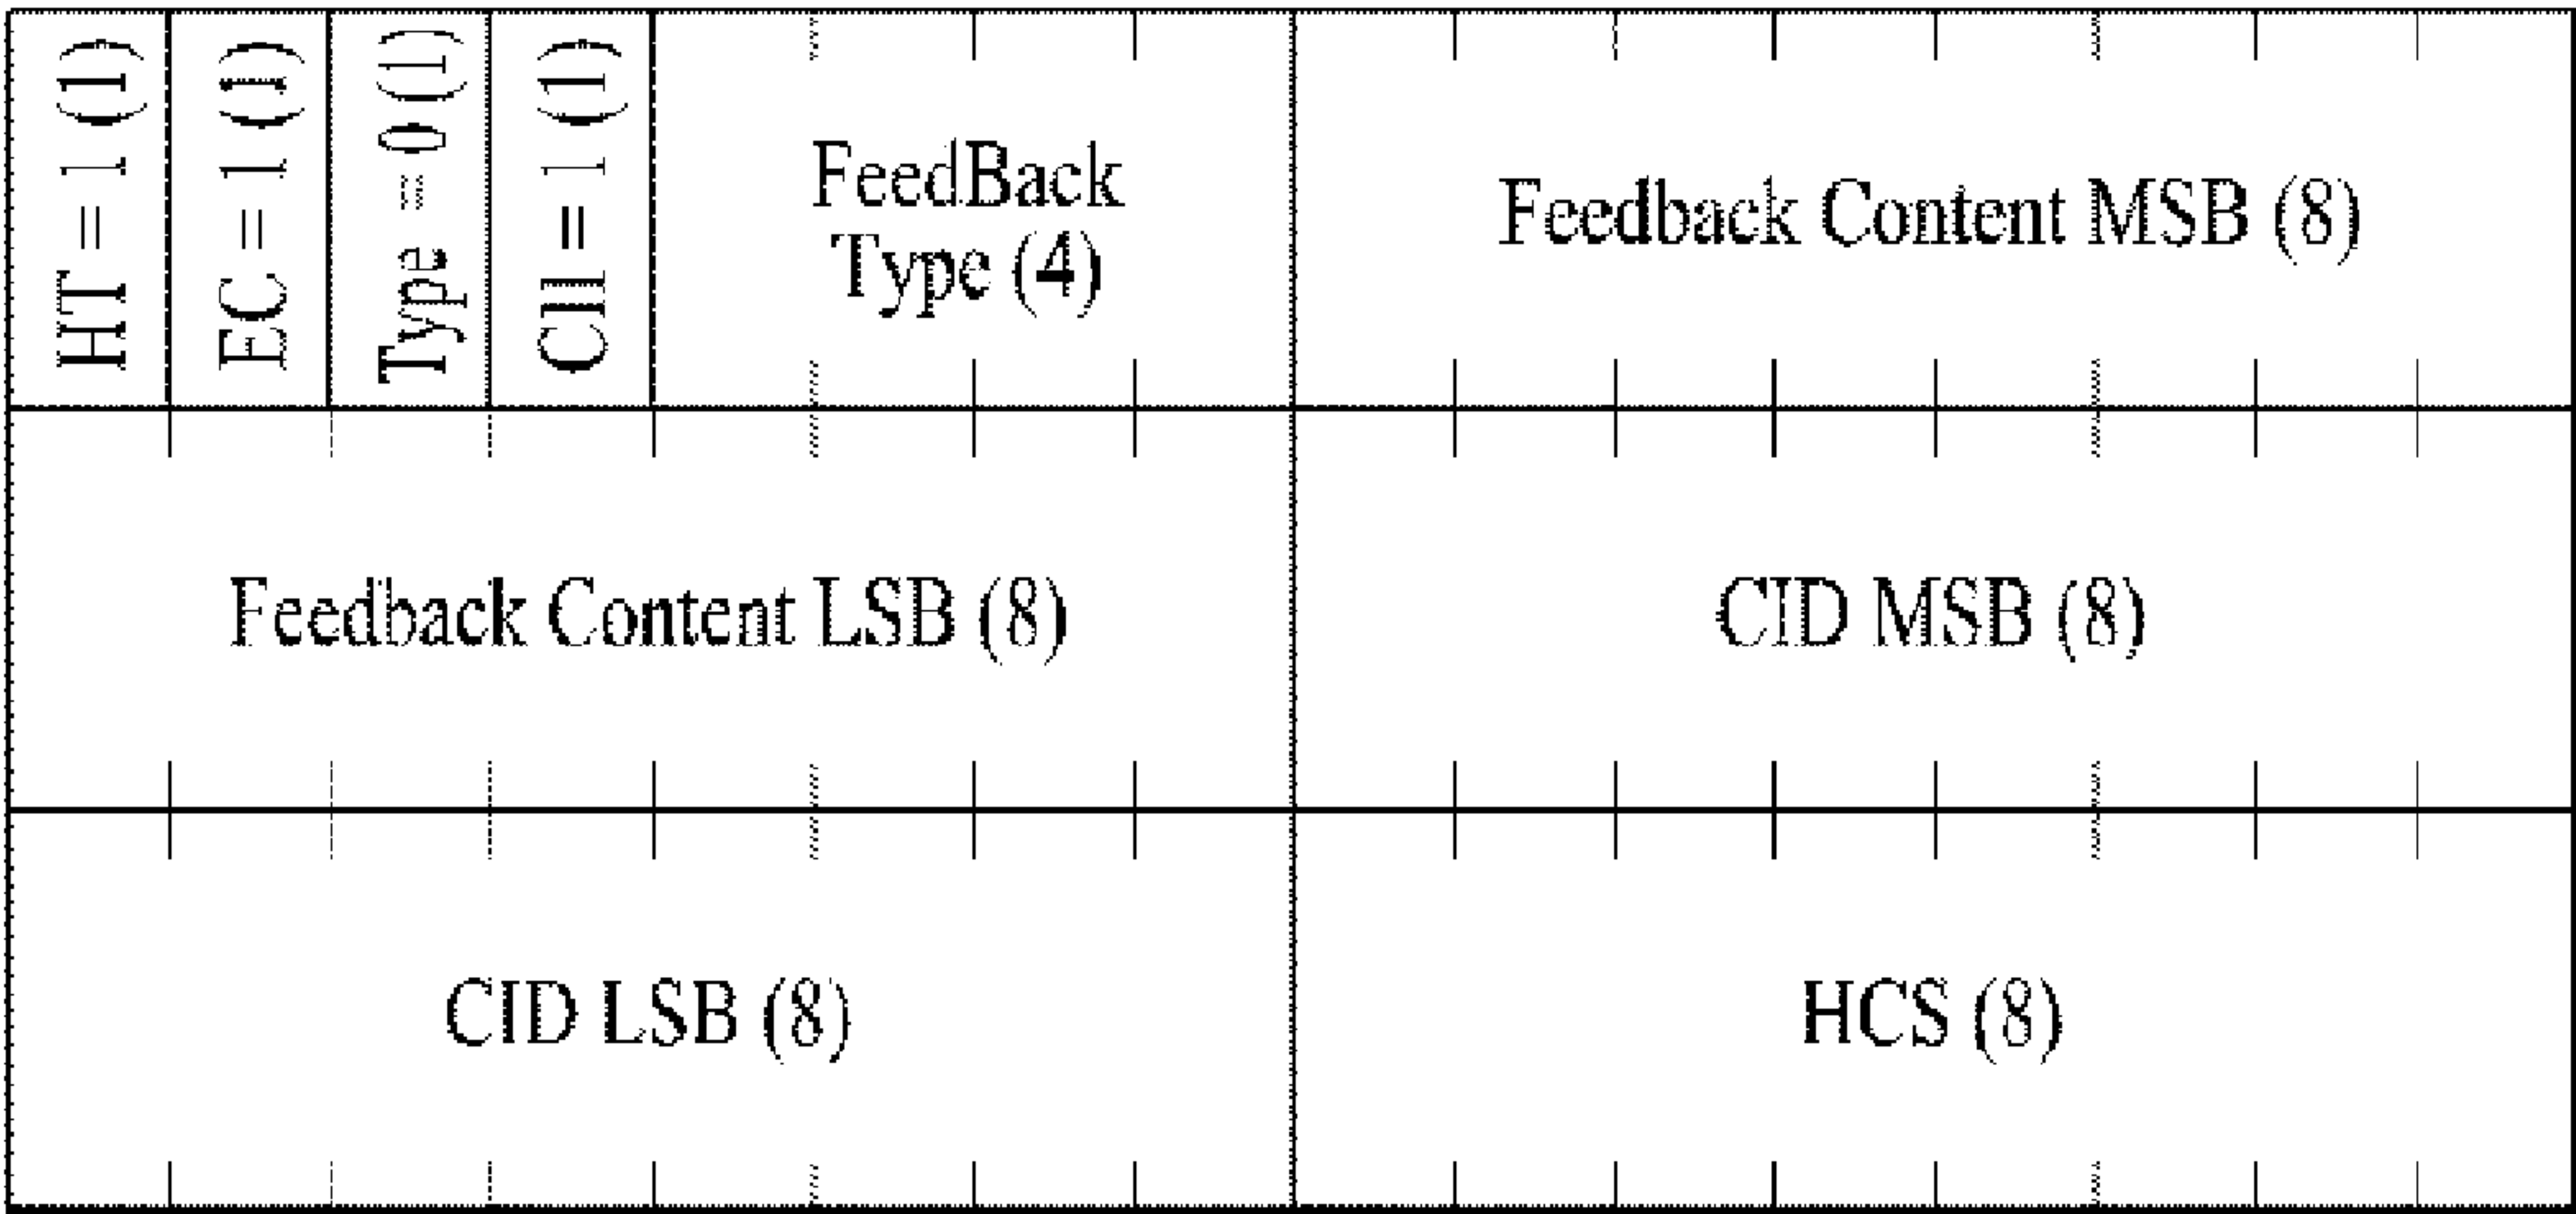 HT = 1 (1)
EC = 1 (1)
Type = 0 (1)
CII = 1 (1)
FeedBack
Type (4)
Feedback Content MSB (8)
Feedback Content LSB (8)
CID MSB (8)
CID LSB (8)
HCS (8)